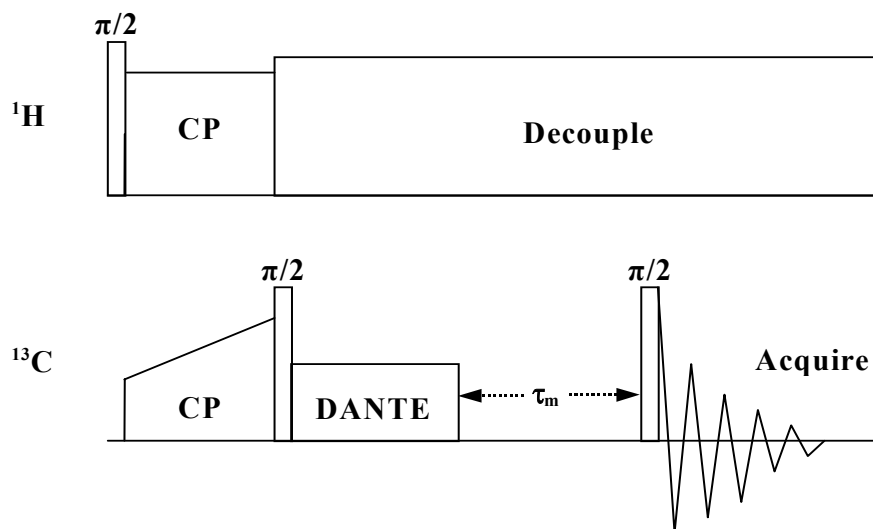 π/2
¹H
CP
Decouple
π/2
π/2
¹³C
Acquire
CP
DANTE
τₘ